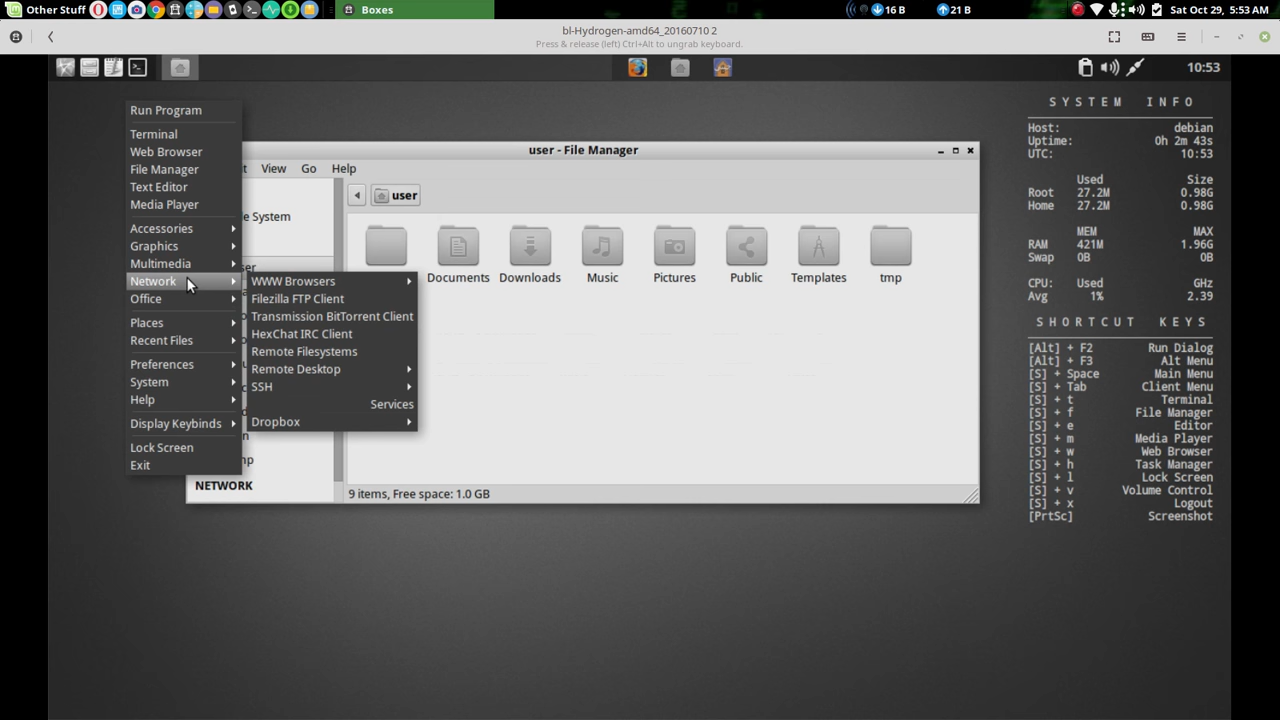 Other Stuff
Boxes
16 B
21 B
Sat Oct 29, 5:53 AM
bl-Hydrogen-amd64_20160710 2
Press & release (left) Ctrl+Alt to ungrab keyboard.
10:53
Run Program
Terminal
Web Browser
File Manager
Text Editor
Media Player
Accessories
Graphics
Multimedia
Network
Office
Places
Recent Files
Preferences
System
Help
Display Keybinds
Lock Screen
Exit
WWW Browsers
Filezilla FTP Client
Transmission BitTorrent Client
HexChat IRC Client
Remote Filesystems
Remote Desktop
SSH
Services
Dropbox
user - File Manager
View Go Help
user
System
NETWORK
Documents Downloads Music Pictures Public Templates tmp
9 items, Free space: 1.0 GB
SYSTEM INFO
Host: debian
Uptime: 0h 2m 43s
UTC: 10:53
Used Size
Root 27.2M 0.98G
Home 27.2M 0.98G
MEM MAX
RAM 421M 1.96G
Swap 0B 0B
CPU: Used GHz
Avg 1% 2.39
SHORTCUT KEYS
[Alt] + F2 Run Dialog
[Alt] + F3 Alt Menu
[S] + Space Main Menu
[S] + Tab Client Menu
[S] + t Terminal
[S] + f File Manager
[S] + e Editor
[S] + m Media Player
[S] + w Web Browser
[S] + h Task Manager
[S] + l Lock Screen
[S] + v Volume Control
[S] + x Logout
[PrtSc] Screenshot